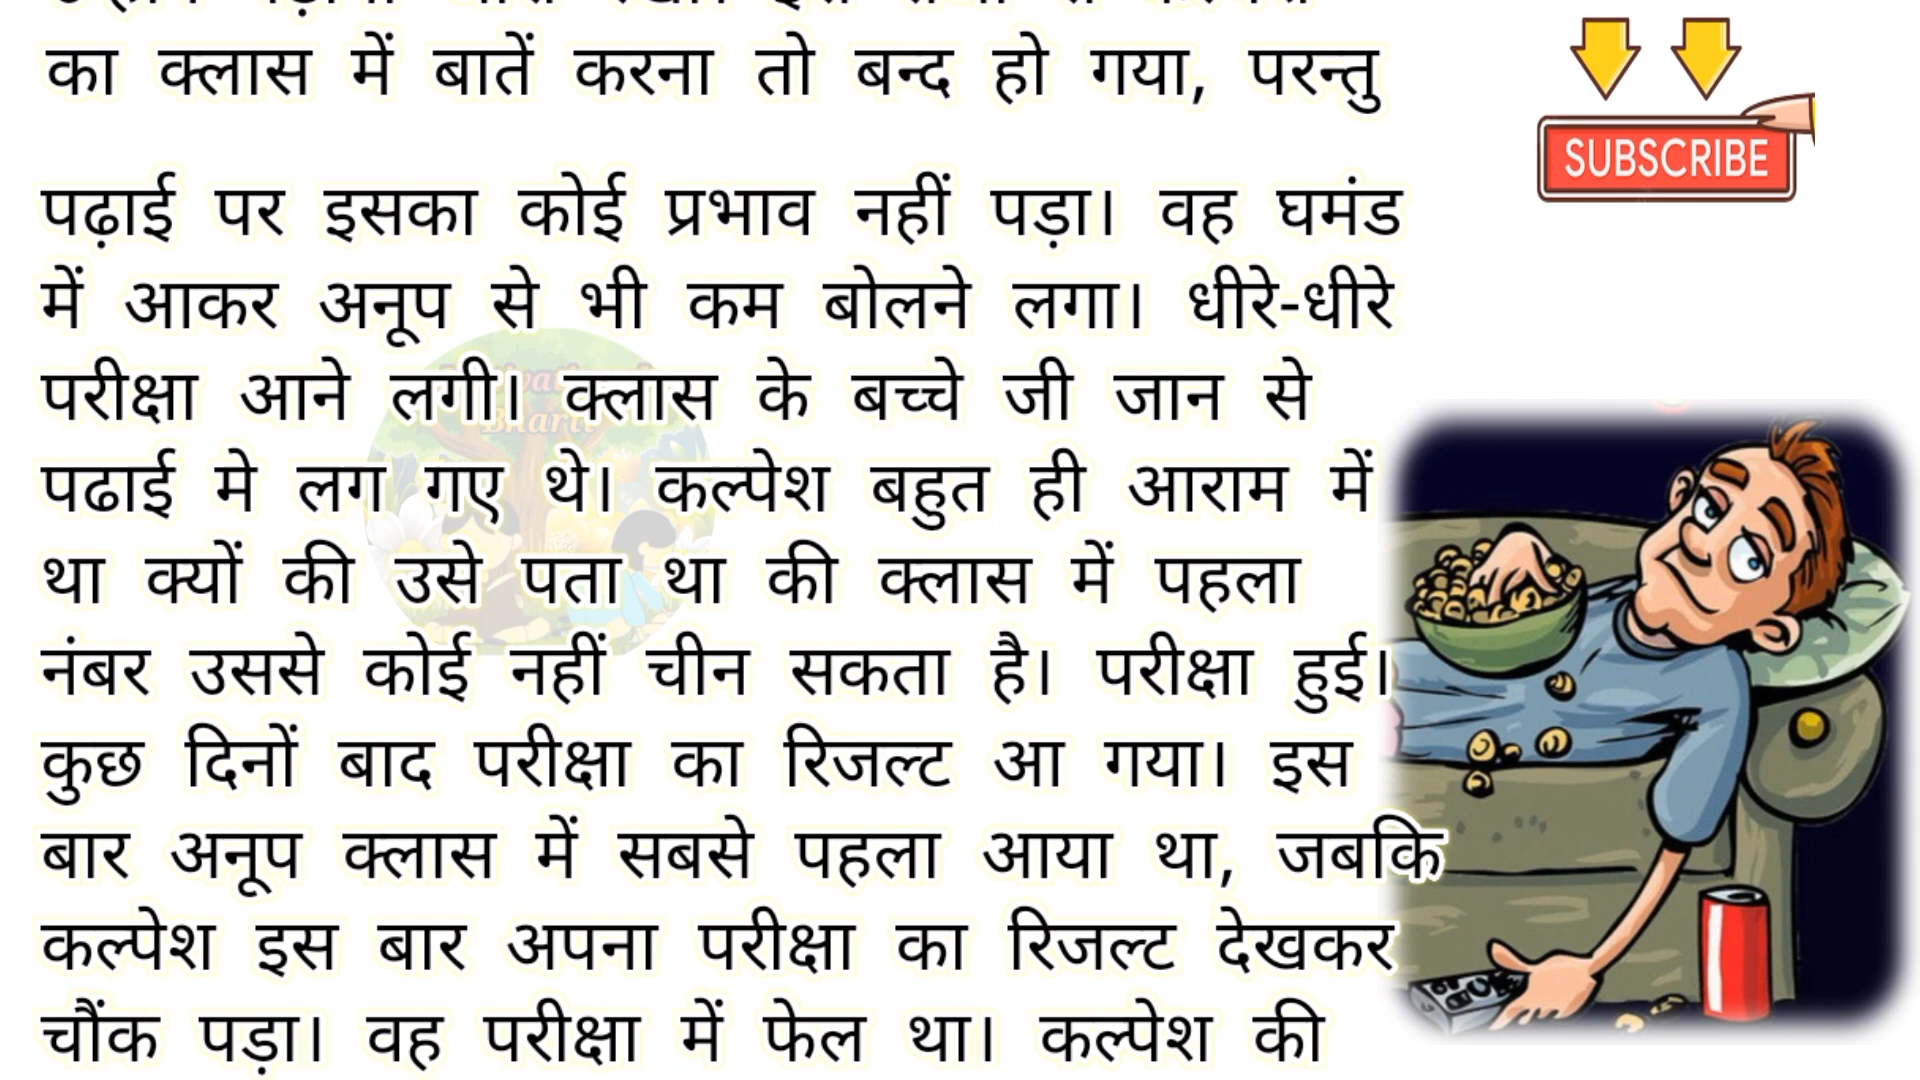 का क्लास में बातें करना तो बन्द हो गया, परन्तु
SUBSCRIBE
पढ़ाई पर इसका कोई प्रभाव नहीं पड़ा। वह घमंड
में आकर अनूप से भी कम बोलने लगा। धीरे-धीरे
परीक्षा आने लगी। क्लास के बच्चे जी जान से
पढाई मे लग गए थे। कल्पेश बहुत ही आराम में
था क्यों की उसे पता था की क्लास में पहला
नंबर उससे कोई नहीं चीन सकता है। परीक्षा हुई।
कुछ दिनों बाद परीक्षा का रिजल्ट आ गया। इस
बार अनूप क्लास में सबसे पहला आया था, जबकि
कल्पेश इस बार अपना परीक्षा का रिजल्ट देखकर
चौंक पड़ा। वह परीक्षा में फेल था। कल्पेश की